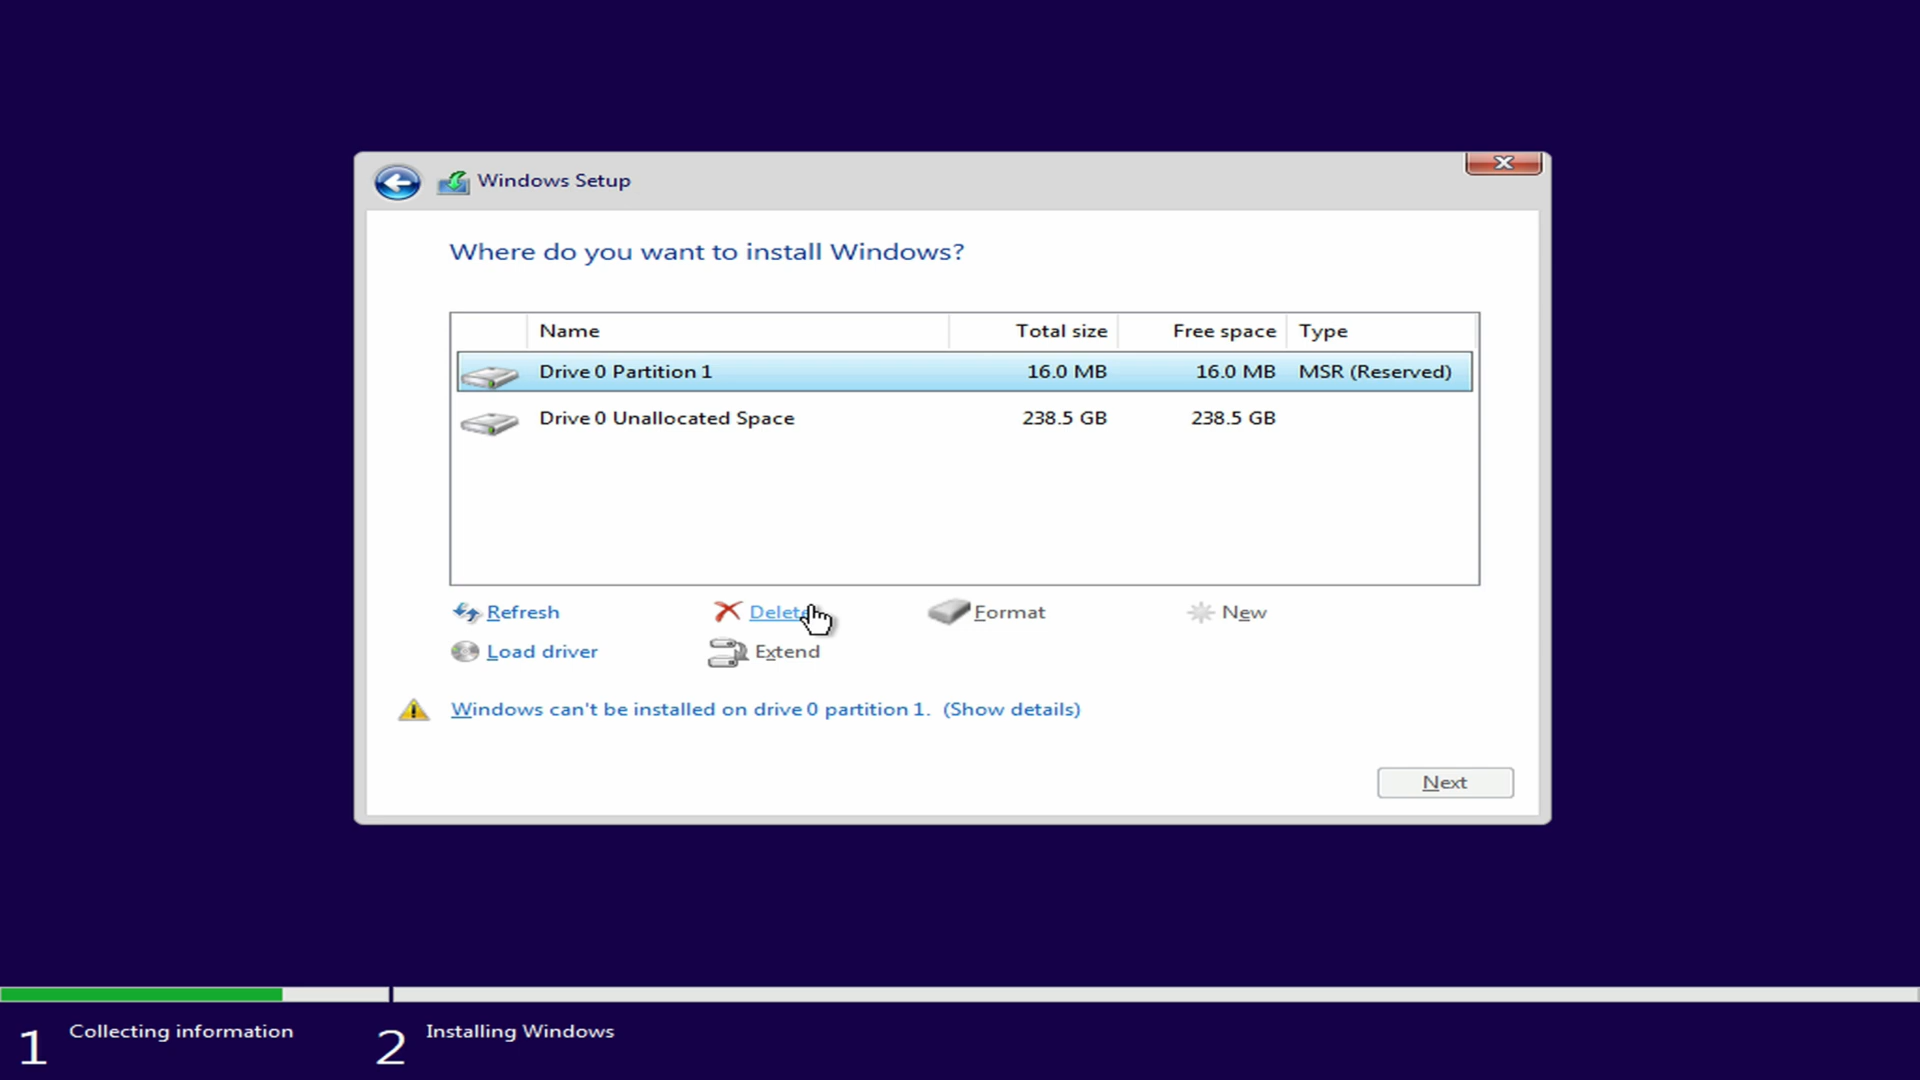 Windows Setup
Where do you want to install Windows?
Name Total size Free space Type
Drive 0 Partition 1 16.0 MB 16.0 MB MSR (Reserved)
Drive 0 Unallocated Space 238.5 GB 238.5 GB
Refresh Delete Format New
Load driver Extend
Windows can't be installed on drive 0 partition 1. (Show details)
Next
1 Collecting information 2 Installing Windows